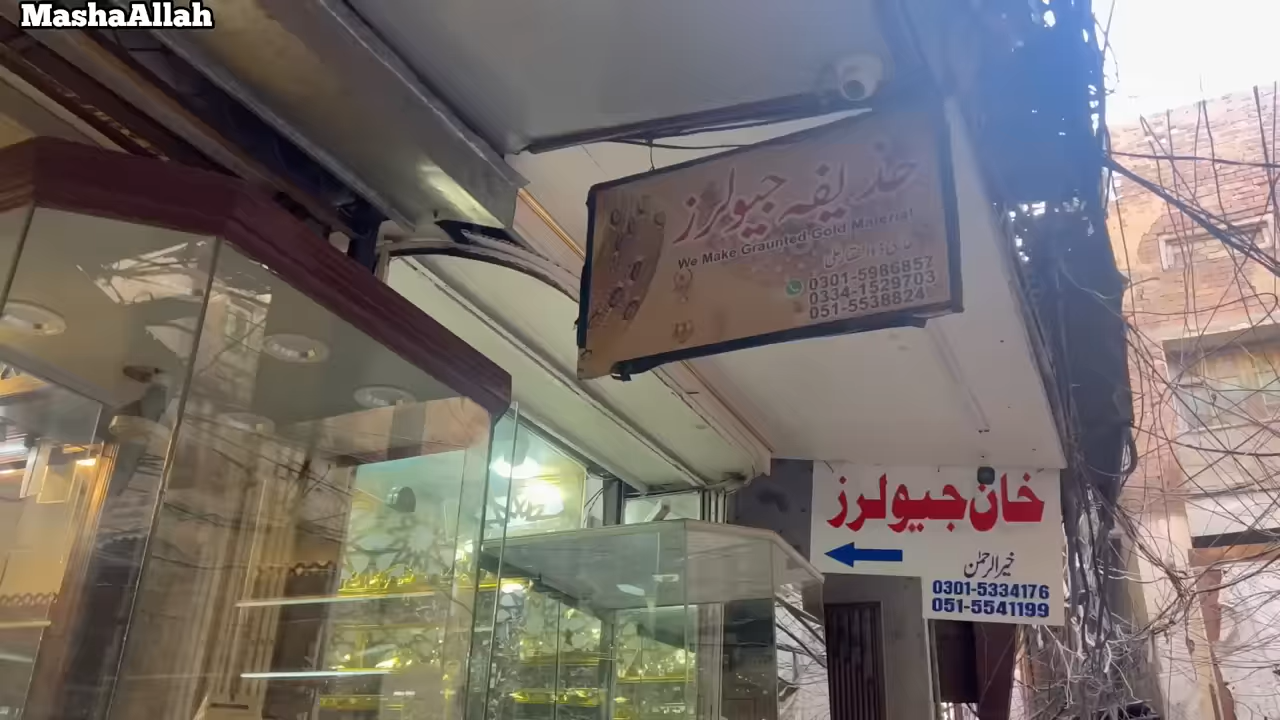 MashaAllah
حذیفہ جیولرز
We Make Graunted Gold Material
0301-5986857
0334-1529703
051-5538824
خان جیولرز
خیرالرحمٰن
0301-5334176
051-5541199